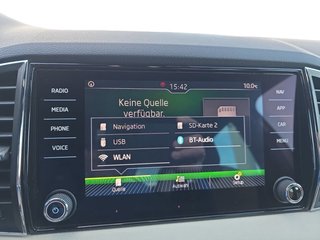 15:42
10.0°C
RADIO
MEDIA
PHONE
VOICE
Keine Quelle
verfügbar.
Navigation
SD-Karte 2
USB
BT-Audio
WLAN
Quelle
Auswahl
Setup
NAV
APP
CAR
MENU